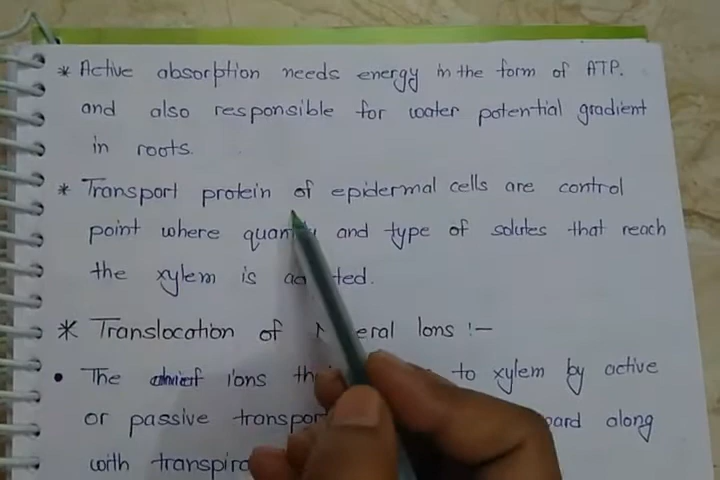 * Active absorption needs energy in the form of ATP.
and also responsible for water potential gradient
in roots.
* Transport protein of epidermal cells are control
point where and type of solutes that reach
the xylem is
* Translocation of :-
• The ions to xylem by active
or passive along
with